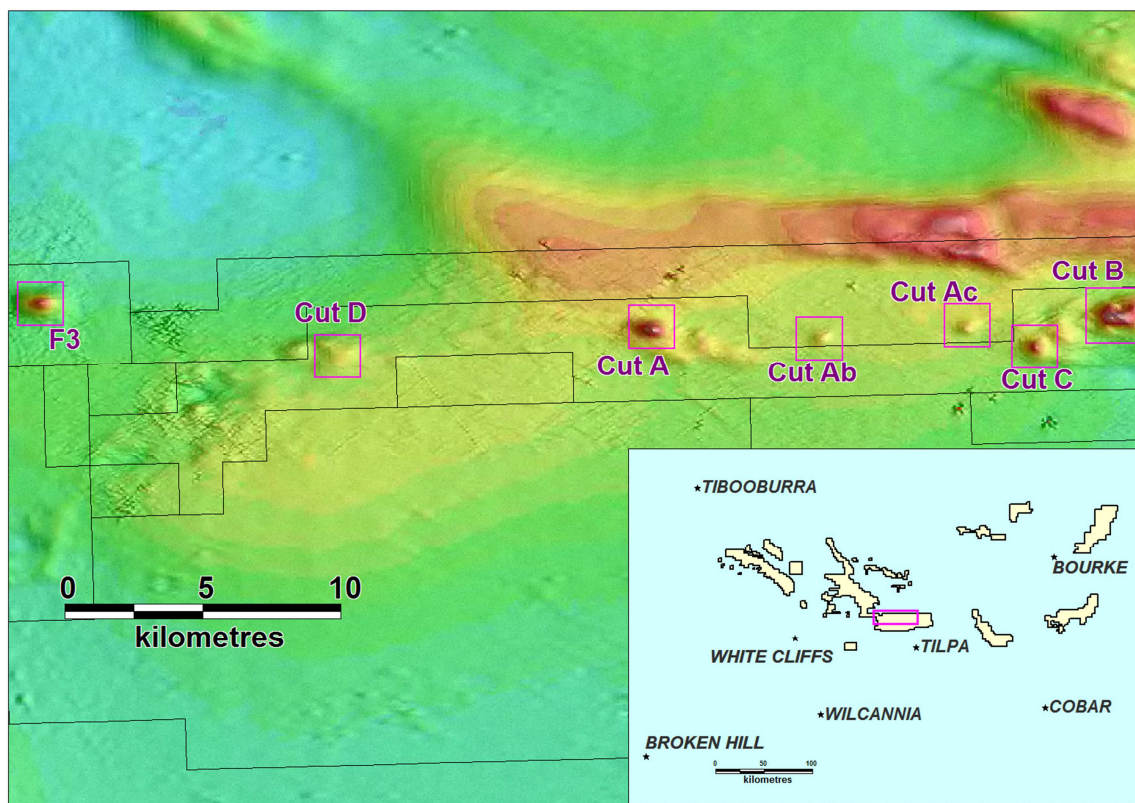 Cut B
Cut Ac
Cut D
F3
Cut A
Cut Ab
Cut C
0 5 10
kilometres
TIBOOBURRA
BOURKE
WHITE CLIFFS
TILPA
WILCANNIA
COBAR
BROKEN HILL
0 50 100
kilometres